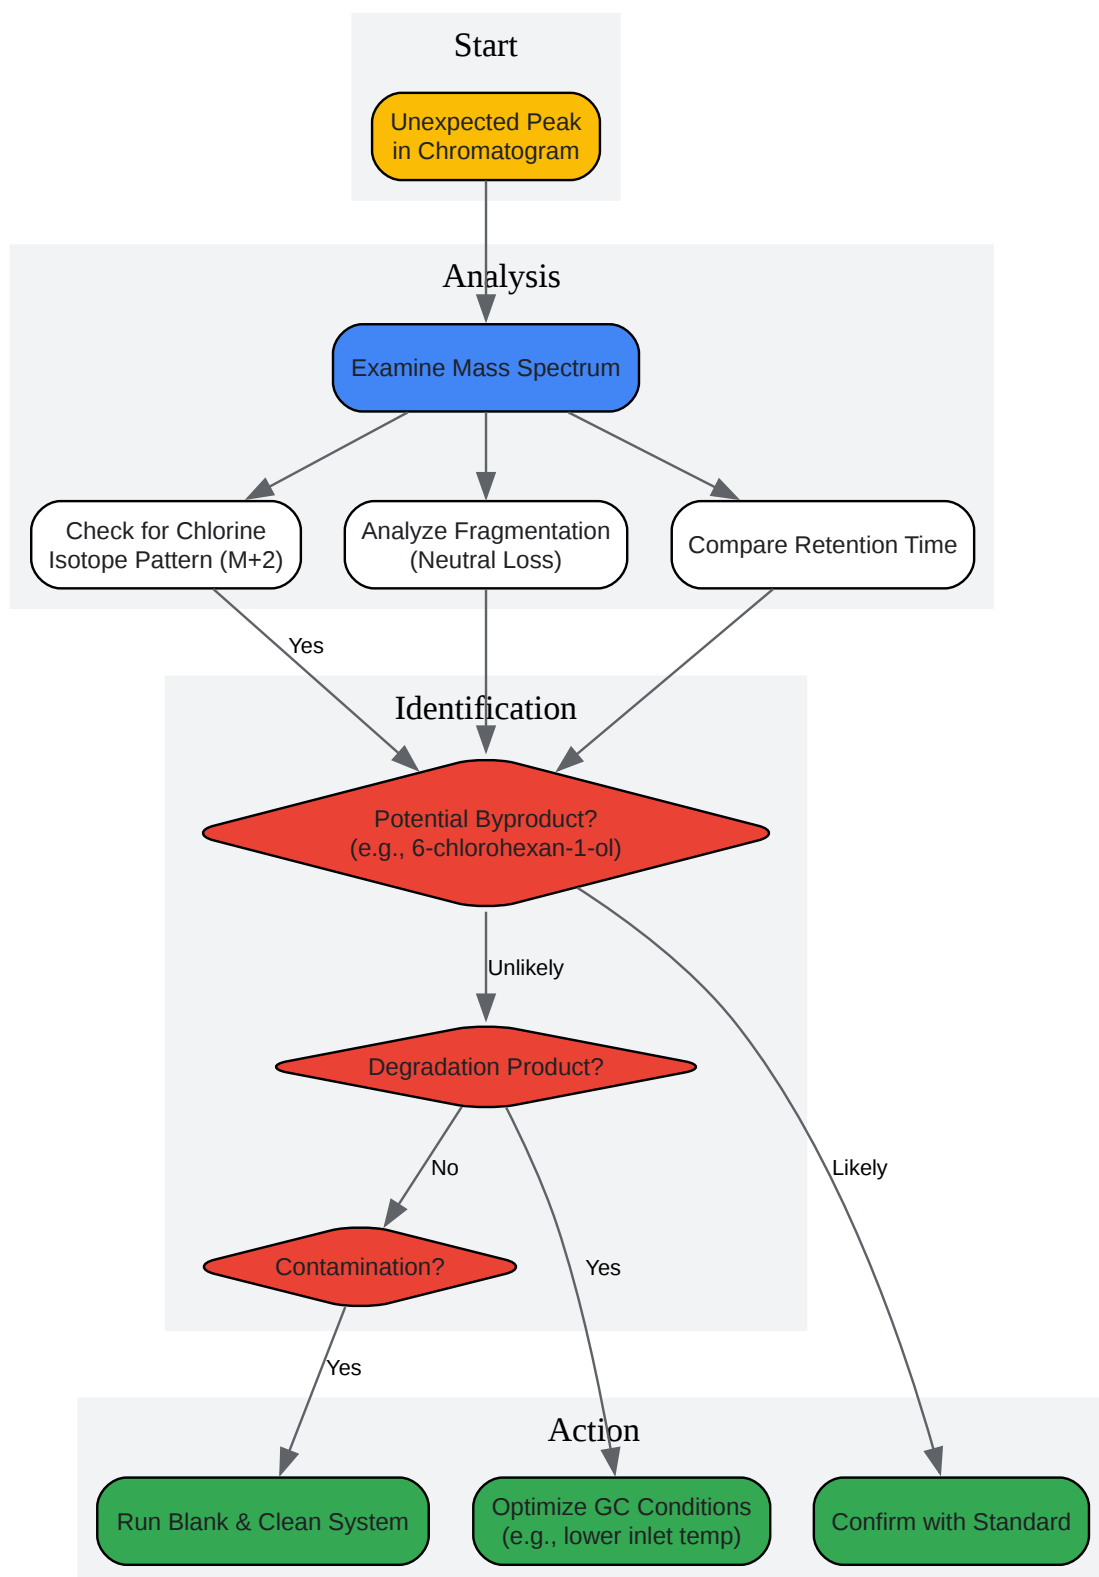 Start
Unexpected Peak
in Chromatogram
Analysis
Examine Mass Spectrum
Check for Chlorine
Isotope Pattern (M+2)
Analyze Fragmentation
(Neutral Loss)
Compare Retention Time
Yes
Identification
Potential Byproduct?
(e.g., 6-chlorohexan-1-ol)
Unlikely
Degradation Product?
No
Likely
Contamination?
Yes
Yes
Action
Run Blank & Clean System
Optimize GC Conditions
(e.g., lower inlet temp)
Confirm with Standard